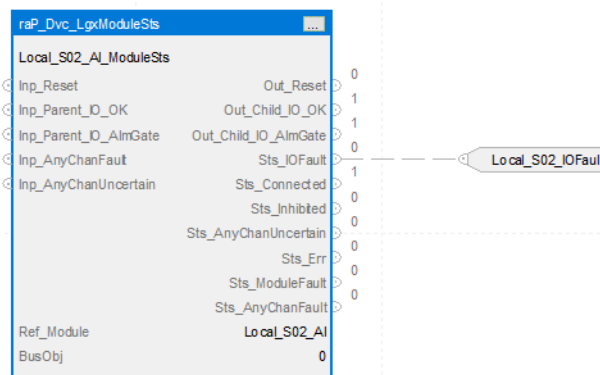 raP_Dvc_LgxModuleSts ...
Local_S02_AI_ModuleSts
0
Inp_Reset Out_Reset
1
Inp_Parent_IO_OK Out_Child_IO_OK
1
Inp_Parent_IO_AlmGate Out_Child_IO_AlmGate
0
Inp_AnyChanFault Sts_IOFault Local_S02_IOFaul
1
Inp_AnyChanUncertain Sts_Connected
0
Sts_Inhibited
0
Sts_AnyChanUncertain
0
Sts_Err
0
Sts_ModuleFault
0
Sts_AnyChanFault
Ref_Module Local_S02_AI
BusObj 0